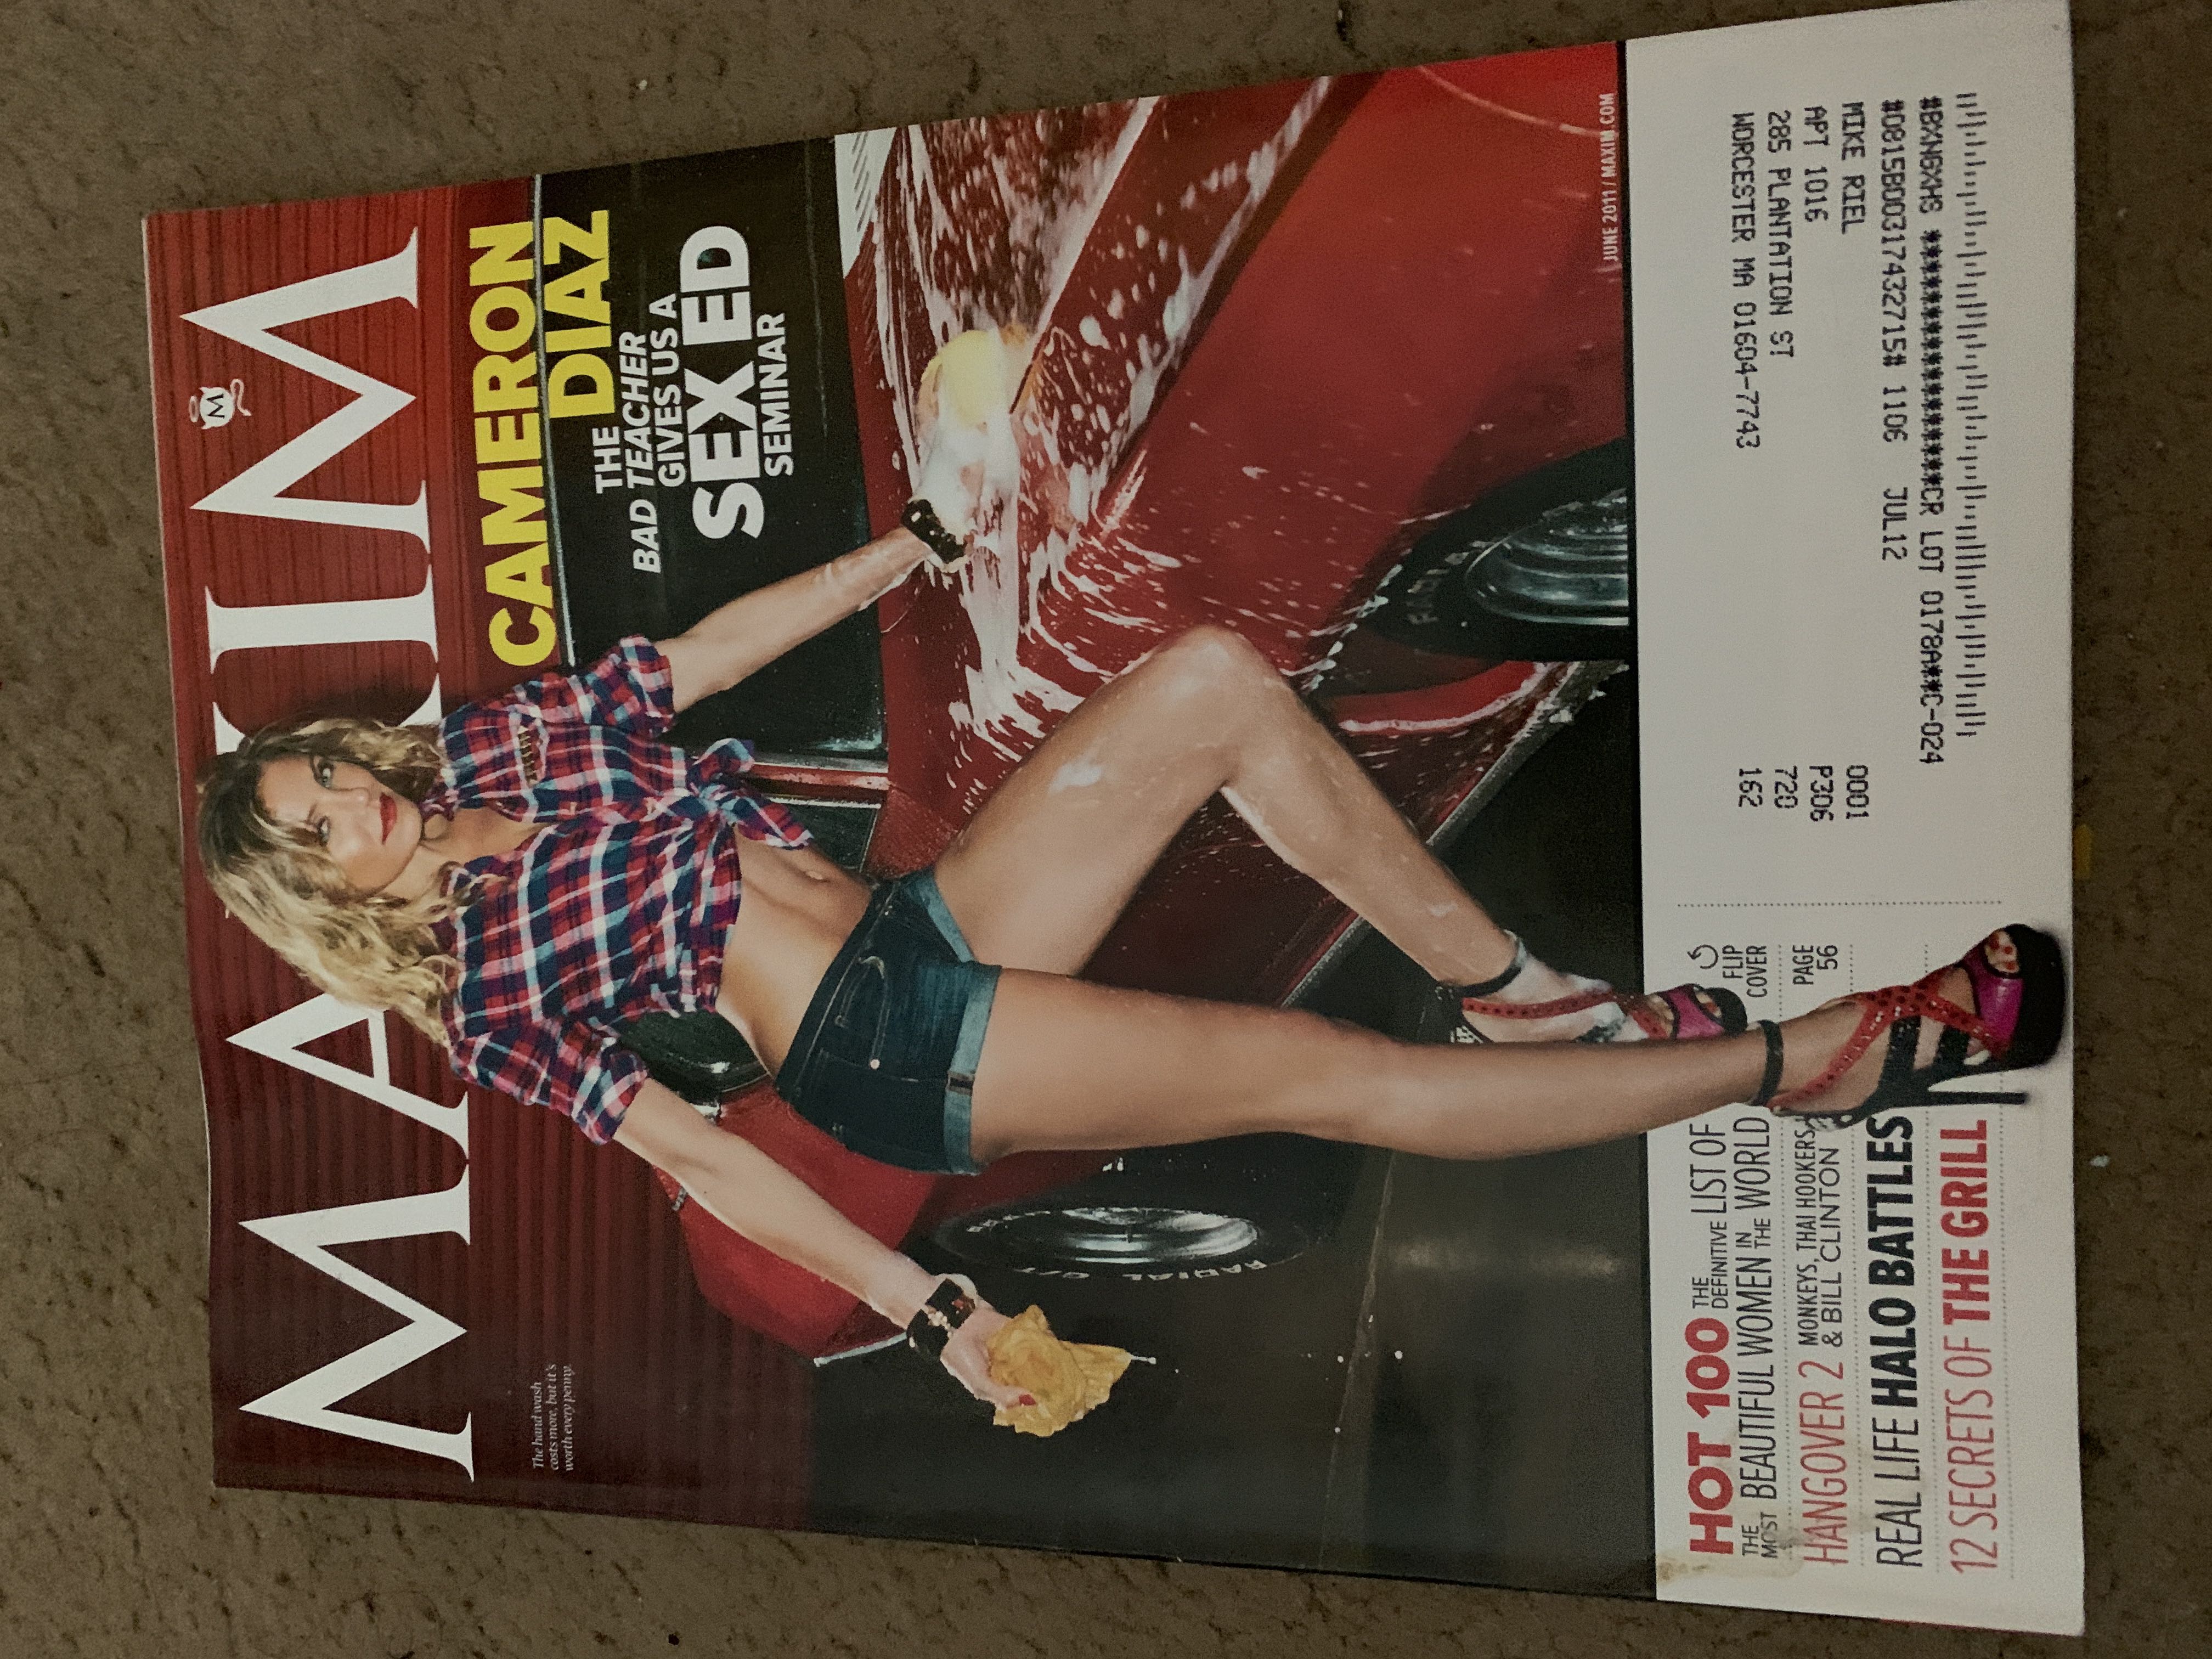 MAXIM
M
The hand wash
costs more, but it's
worth every penny.
CAMERON
DIAZ
THE
BAD TEACHER
GIVES US A
SEX ED
SEMINAR
RADIAL G/T
JUNE 2011 / MAXIM.COM
HOT 100 THE DEFINITIVE LIST OF
THE MOST BEAUTIFUL WOMEN IN THE WORLD
FLIP
COVER
HANGOVER 2 MONKEYS, THAI HOOKERS
& BILL CLINTON
PAGE
56
REAL LIFE HALO BATTLES
12 SECRETS OF THE GRILL
#BXNGXHS ******************CR LOT 0178A**C-024
#0815B00317432715# 1106 JUL12
MIKE RIEL 0001
APT 1016 P306
285 PLANTATION ST 720
WORCESTER MA 01604-7743 162